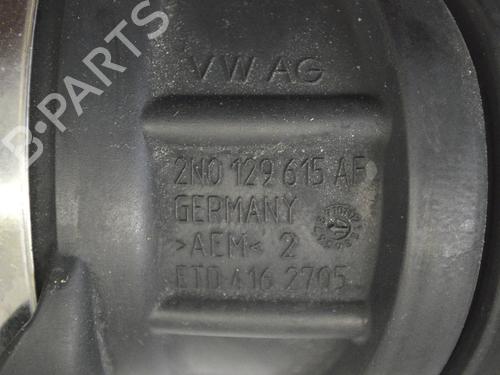 B-PARTS
VW AG
2N0 129 615 AF
GERMANY
>AEM< 2
ETD 416 2705